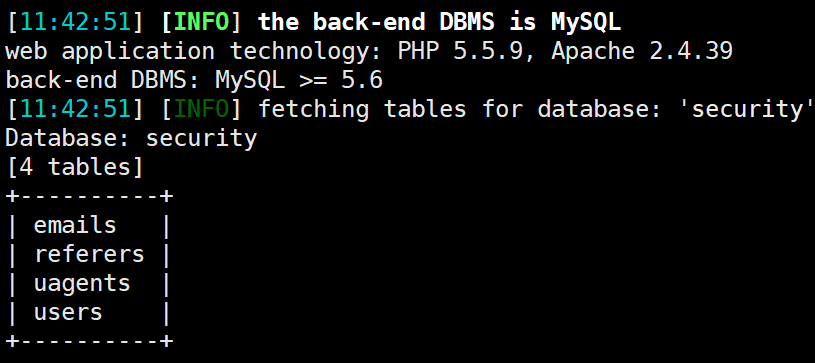 [11:42:51] [INFO] the back-end DBMS is MySQL
web application technology: PHP 5.5.9, Apache 2.4.39
back-end DBMS: MySQL >= 5.6
[11:42:51] [INFO] fetching tables for database: 'security'
Database: security
[4 tables]
+----------+
| emails   |
| referers |
| uagents  |
| users    |
+----------+